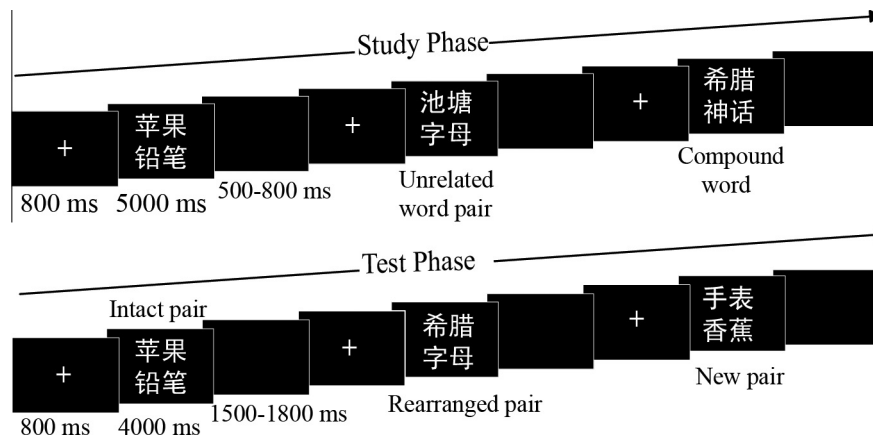 Study Phase
+
苹果
铅笔
+
池塘
字母
+
希腊
神话
800 ms
5000 ms
500-800 ms
Unrelated
word pair
Compound
word
Test Phase
Intact pair
+
苹果
铅笔
+
希腊
字母
+
手表
香蕉
800 ms
4000 ms
1500-1800 ms
Rearranged pair
New pair